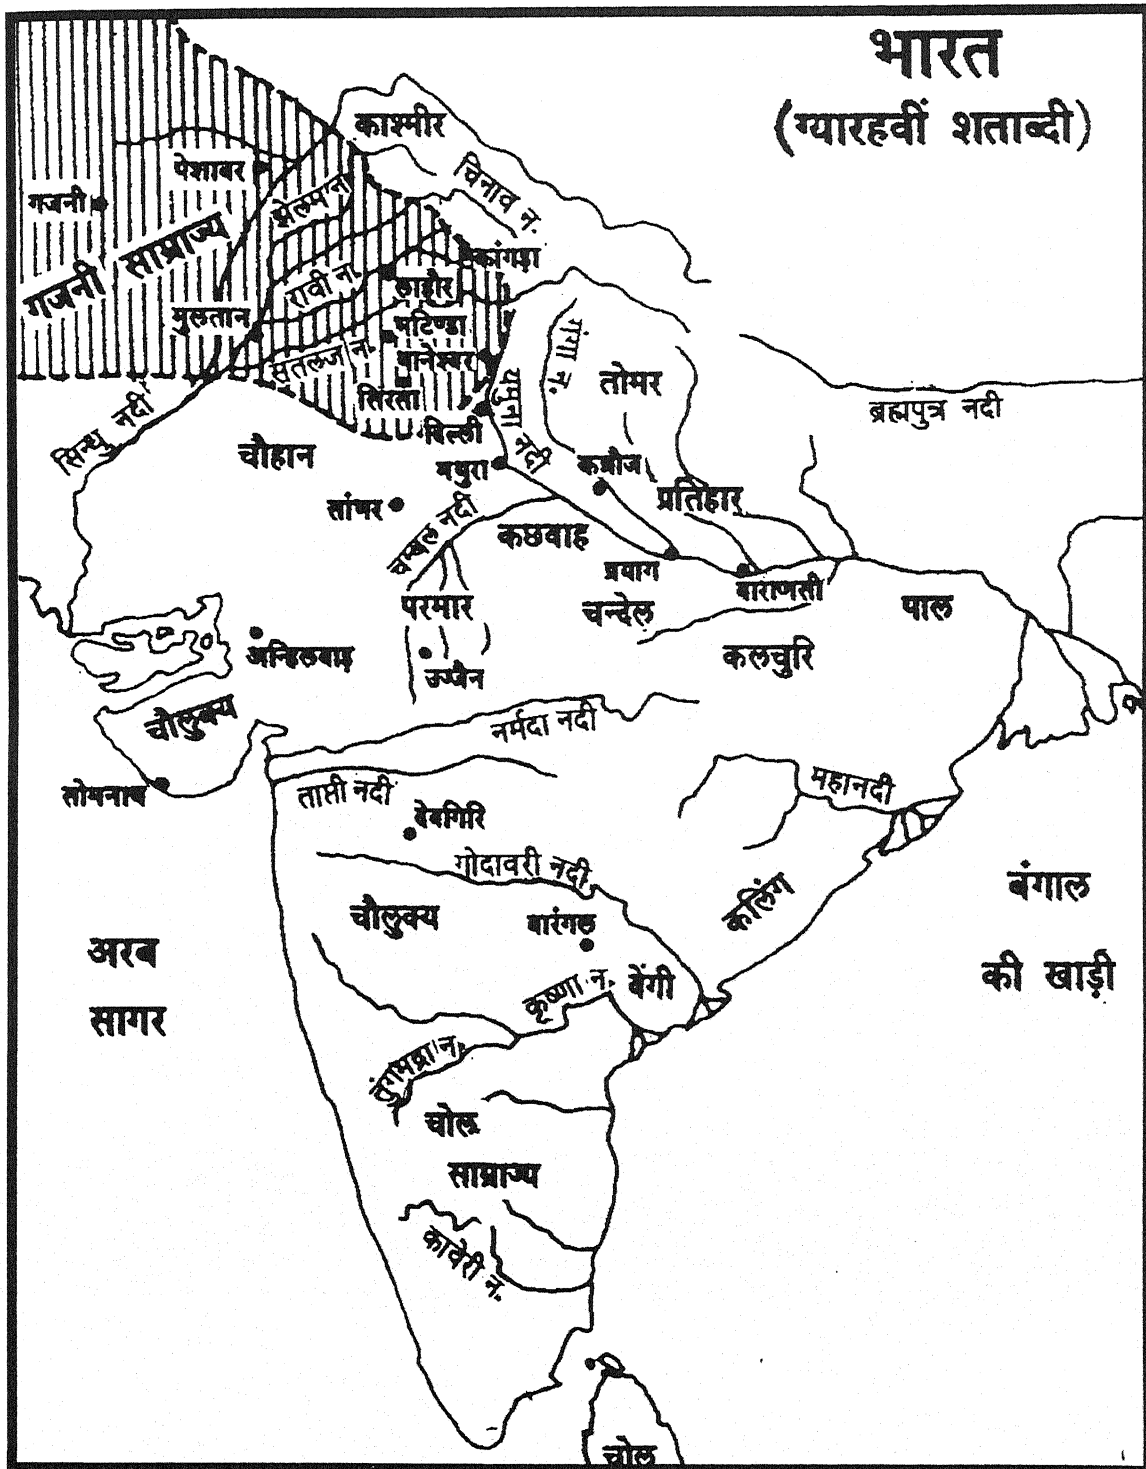 भारत
(ग्यारहवीं शताब्दी)
काश्मीर
पेशाबर
चिनाव न.
गजनी
झेलम न.
गजनी साम्राज्य
कांगड़ा
लाहौर
रावी न.
मुलतान
भटिण्डा
सतलज न.
थानेश्वर
गंगा न.
तोमर
सिरता
यमुना नदी
ब्रह्मपुत्र नदी
सिन्धु नदी
दिल्ली
चौहान
मथुरा
कन्नौज
प्रतिहार
तांभर
चम्बल नदी
कछवाह
प्रयाग
वाराणसी
परमार
चन्देल
पाल
अन्हिलवाड़
उज्जैन
कलचुरि
चौलुक्य
नर्मदा नदी
सोमनाथ
ताप्ती नदी
महानदी
देवगिरि
गोदावरी नदी
बंगाल
की खाड़ी
कलिंग
चौलुक्य
वारंगल
अरब
सागर
कृष्णा न.
वेंगी
तुंगभद्रा न.
चोल
साम्राज्य
कावेरी न.
चोल